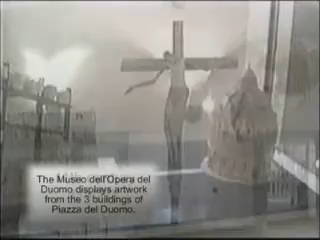 The Museo dell'Opera del
Duomo displays artwork
from the 3 buildings of
Piazza del Duomo.